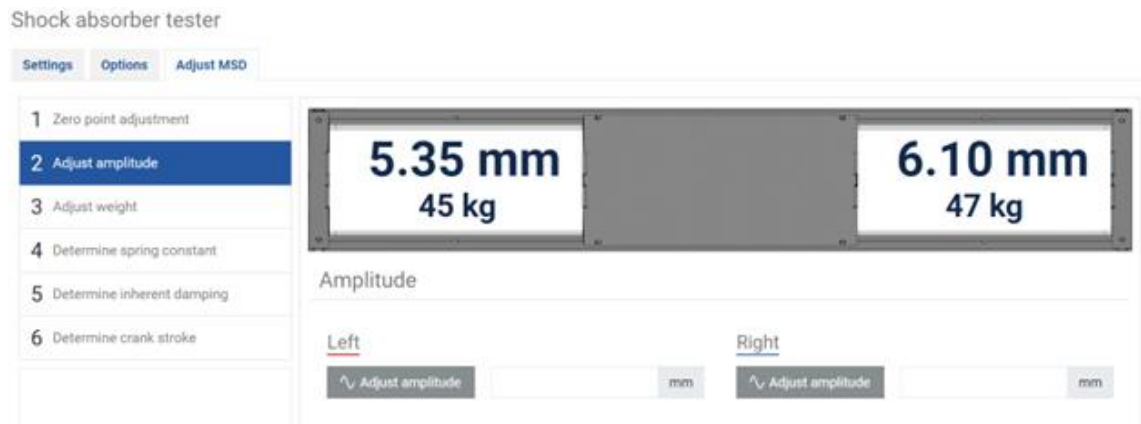 Shock absorber tester
Settings Options Adjust MSD
1 Zero point adjustment
2 Adjust amplitude
3 Adjust weight
4 Determine spring constant
5 Determine inherent damping
6 Determine crank stroke
5.35 mm
45 kg
6.10 mm
47 kg
Amplitude
Left
Adjust amplitude mm
Right
Adjust amplitude mm